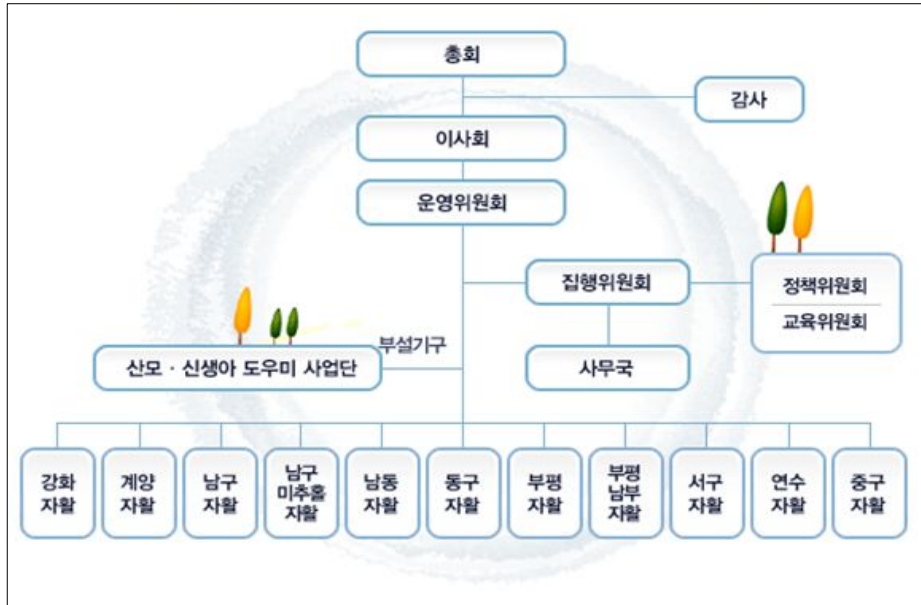 총회
감사
이사회
운영위원회
집행위원회
정책위원회
교육위원회
부설기구
산모 · 신생아 도우미 사업단
사무국
강화
자활
계양
자활
남구
자활
남구
미추홀
자활
남동
자활
동구
자활
부평
자활
부평
남부
자활
서구
자활
연수
자활
중구
자활